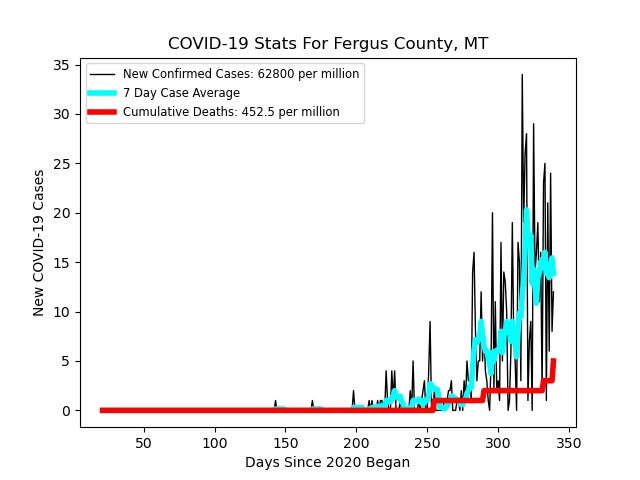 COVID-19 Stats For Fergus County, MT
New Confirmed Cases: 62800 per million
7 Day Case Average
Cumulative Deaths: 452.5 per million
New COVID-19 Cases
35
30
25
20
15
10
5
0
50 100 150 200 250 300 350
Days Since 2020 Began